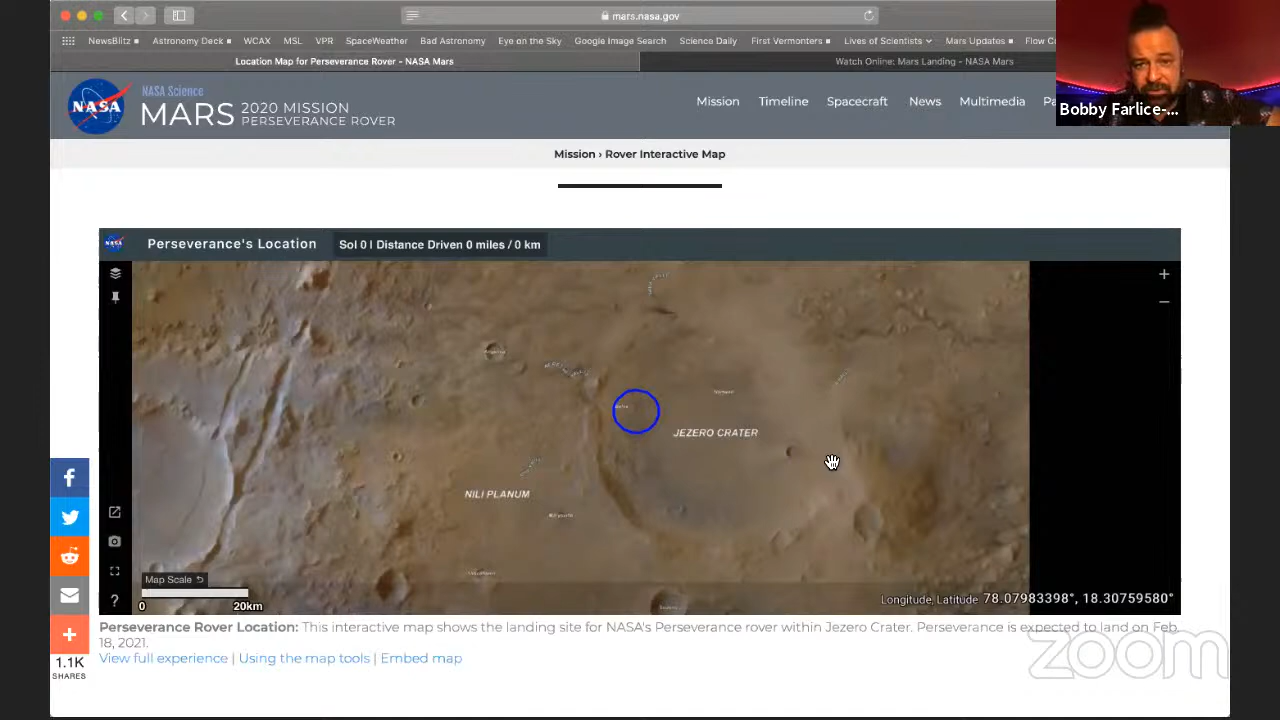 mars.nasa.gov
NewsBlitz Astronomy Deck WCAX MSL VPR SpaceWeather Bad Astronomy Eye on the Sky Google Image Search Science Daily First Vermonters Lives of Scientists Mars Updates Flow
Location Map for Perseverance Rover - NASA Mars
Watch Online: Mars Landing - NASA Mars
Bobby Farlice-...
NASA
NASA Science
MARS 2020 MISSION
PERSEVERANCE ROVER
Mission Timeline Spacecraft News Multimedia
Mission › Rover Interactive Map
NASA
Perseverance's Location
Sol 0 | Distance Driven 0 miles / 0 km
JEZERO CRATER
NILI PLANUM
Map Scale
0 20km
Longitude, Latitude 78.07983398°, 18.30759580°
Perseverance Rover Location: This interactive map shows the landing site for NASA's Perseverance rover within Jezero Crater. Perseverance is expected to land on Feb.
18, 2021.
View full experience | Using the map tools | Embed map
1.1K
SHARES
zoom